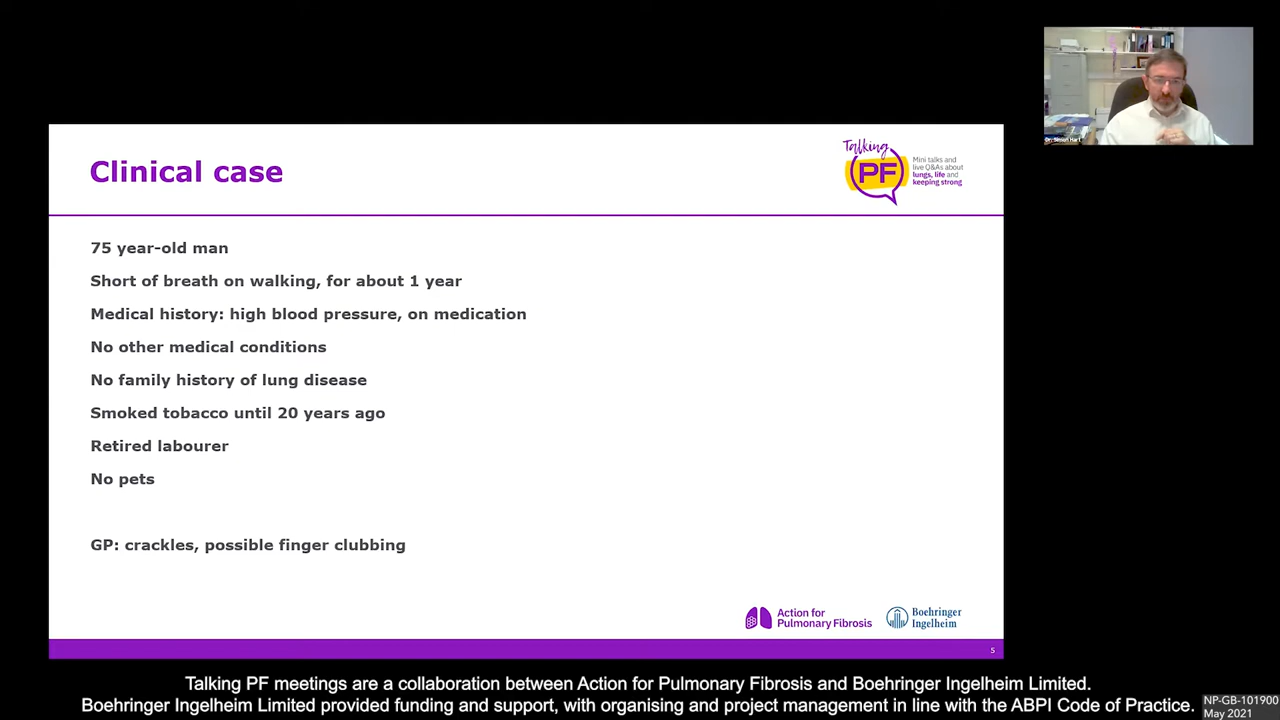 Dr. Simon Hart
Clinical case
Talking
PF
Mini talks and
live Q&As about
lungs, life and
keeping strong
75 year-old man
Short of breath on walking, for about 1 year
Medical history: high blood pressure, on medication
No other medical conditions
No family history of lung disease
Smoked tobacco until 20 years ago
Retired labourer
No pets
GP: crackles, possible finger clubbing
Action for
Pulmonary Fibrosis
Boehringer
Ingelheim
5
Talking PF meetings are a collaboration between Action for Pulmonary Fibrosis and Boehringer Ingelheim Limited.
Boehringer Ingelheim Limited provided funding and support, with organising and project management in line with the ABPI Code of Practice.
NP-GB-101900
May 2021